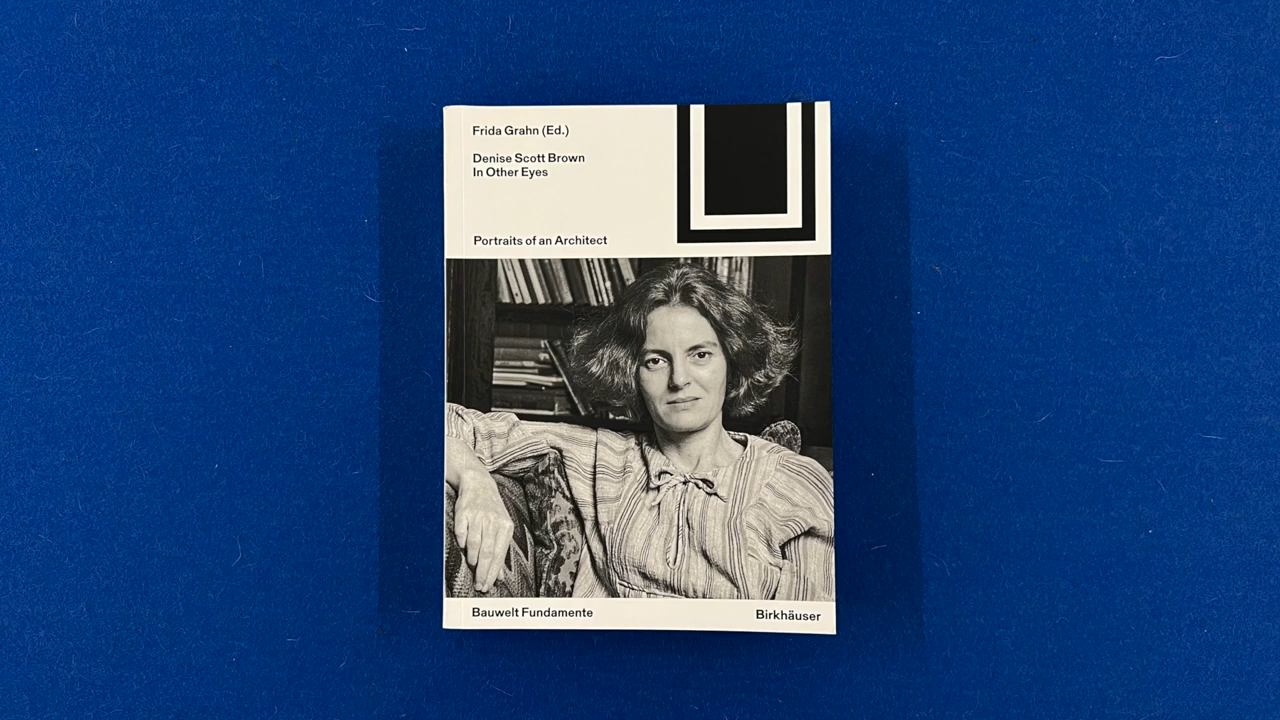 Frida Grahn (Ed.)
Denise Scott Brown
In Other Eyes
Portraits of an Architect
Bauwelt Fundamente
Birkhäuser